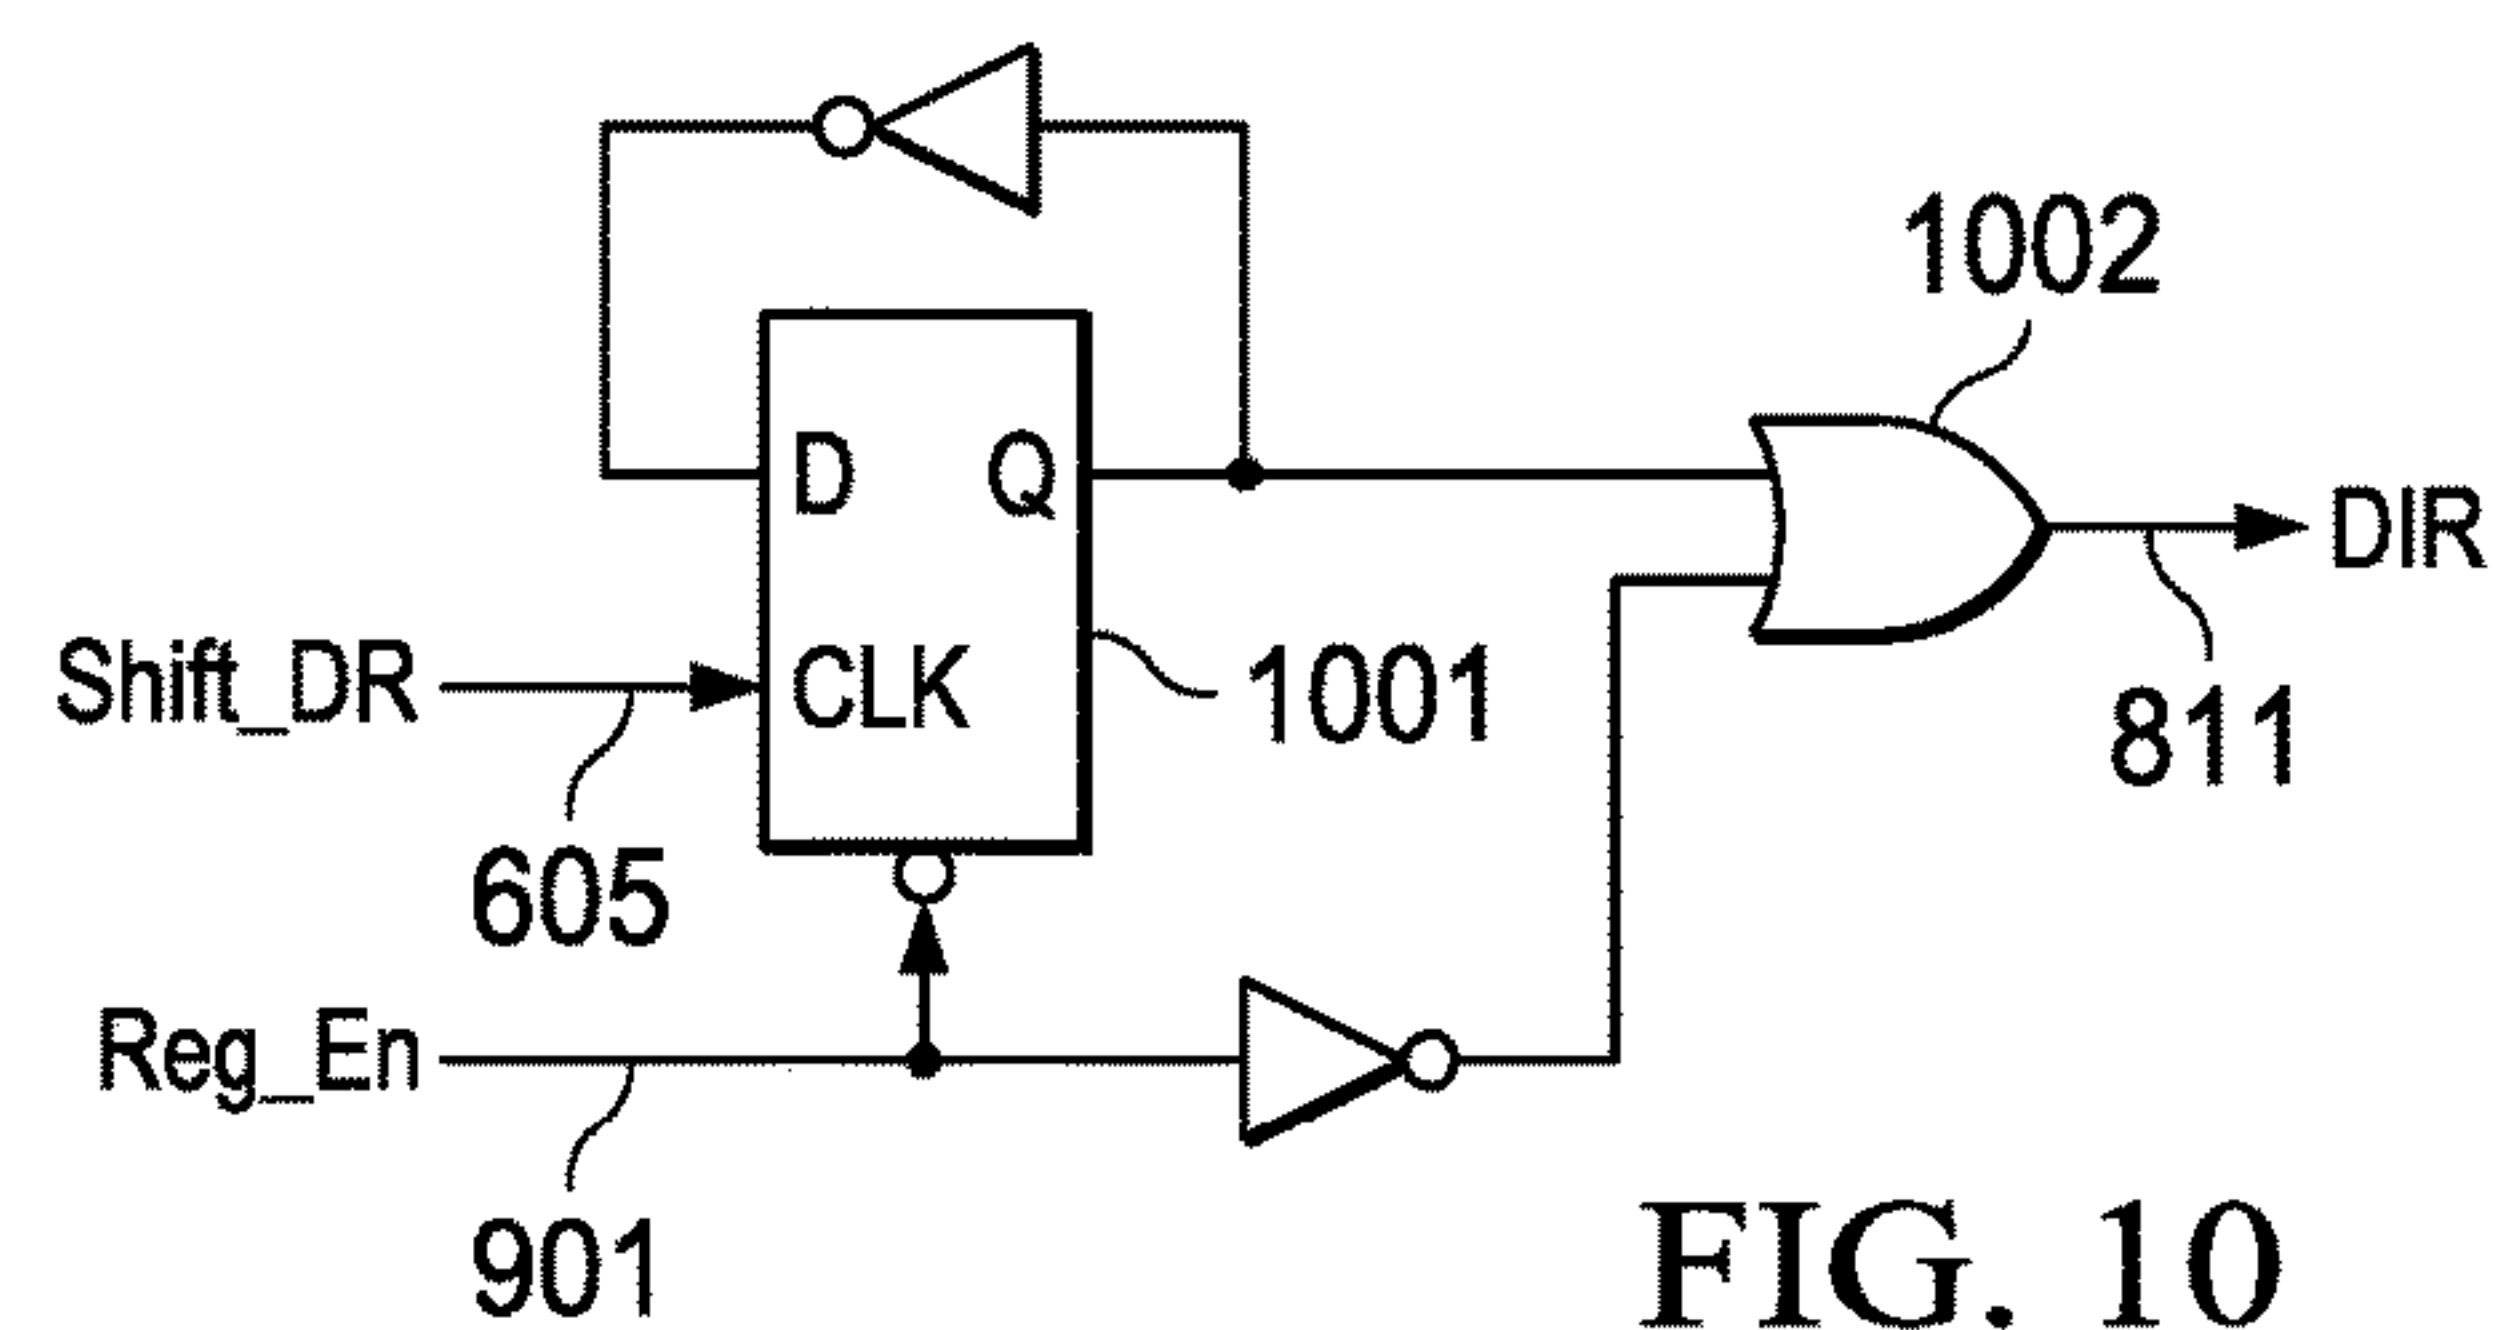 1002
D Q
DIR
Shift_DR
CLK
1001
811
605
Reg_En
901
FIG. 10